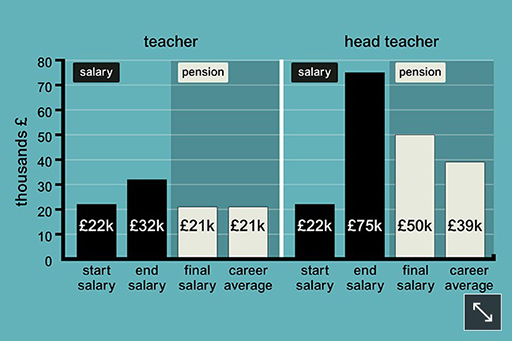 teacher
head teacher
salary
pension
salary
pension
thousands £
80
70
60
50
40
30
20
10
0
£22k
£32k
£21k
£21k
£22k
£75k
£50k
£39k
start
salary
end
salary
final
salary
career
average
start
salary
end
salary
final
salary
career
average